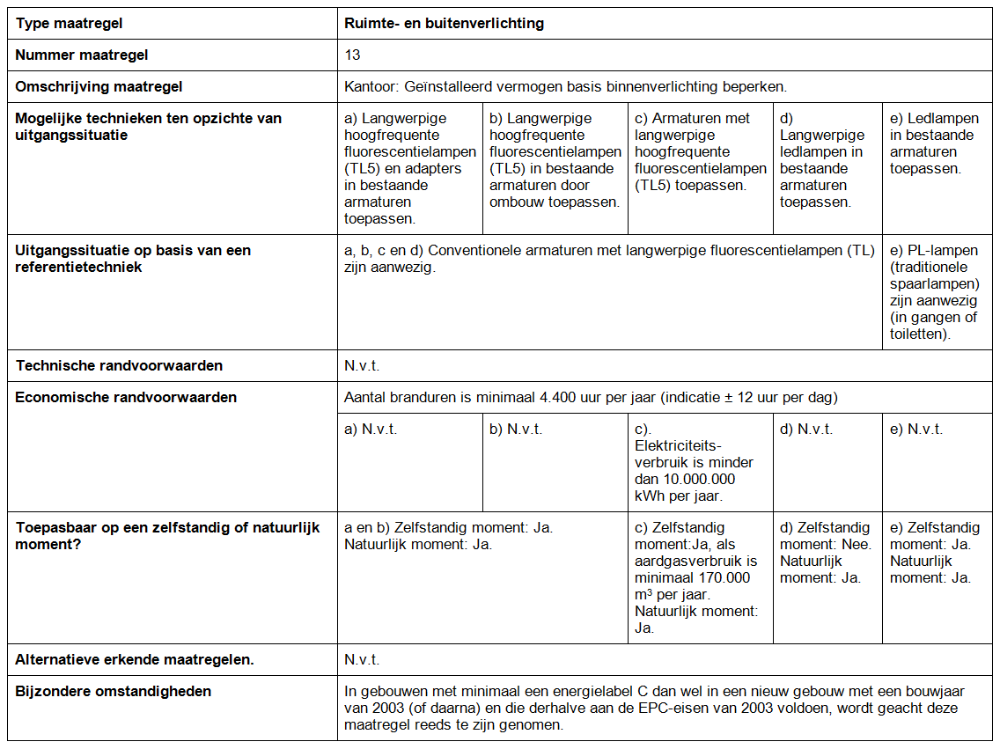 Type maatregel
Ruimte- en buitenverlichting
Nummer maatregel
13
Omschrijving maatregel
Kantoor: Geïnstalleerd vermogen basis binnenverlichting beperken.
Mogelijke technieken ten opzichte van
uitgangssituatie
a) Langwerpige
hoogfrequente
fluorescentielampen
(TL5) en adapters
in bestaande
armaturen
toepassen.
b) Langwerpige
hoogfrequente
fluorescentielampen
(TL5) in bestaande
armaturen door
ombouw toepassen.
c) Armaturen met
langwerpige
hoogfrequente
fluorescentielampen
(TL5) toepassen.
d)
Langwerpige
ledlampen in
bestaande
armaturen
toepassen.
e) Ledlampen
in bestaande
armaturen
toepassen.
Uitgangssituatie op basis van een
referentietechniek
a, b, c en d) Conventionele armaturen met langwerpige fluorescentielampen (TL)
zijn aanwezig.
e) PL-lampen
(traditionele
spaarlampen)
zijn aanwezig
(in gangen of
toiletten).
Technische randvoorwaarden
N.v.t.
Economische randvoorwaarden
Aantal branduren is minimaal 4.400 uur per jaar (indicatie ± 12 uur per dag)
a) N.v.t.
b) N.v.t.
c).
Elektriciteits-
verbruik is minder
dan 10.000.000
kWh per jaar.
d) N.v.t.
e) N.v.t.
Toepasbaar op een zelfstandig of natuurlijk
moment?
a en b) Zelfstandig moment: Ja.
Natuurlijk moment: Ja.
c) Zelfstandig
moment:Ja, als
aardgasverbruik is
minimaal 170.000
m³ per jaar.
Natuurlijk moment:
Ja.
d) Zelfstandig
moment: Nee.
Natuurlijk
moment: Ja.
e) Zelfstandig
moment: Ja.
Natuurlijk
moment: Ja.
Alternatieve erkende maatregelen.
N.v.t.
Bijzondere omstandigheden
In gebouwen met minimaal een energielabel C dan wel in een nieuw gebouw met een bouwjaar
van 2003 (of daarna) en die derhalve aan de EPC-eisen van 2003 voldoen, wordt geacht deze
maatregel reeds te zijn genomen.